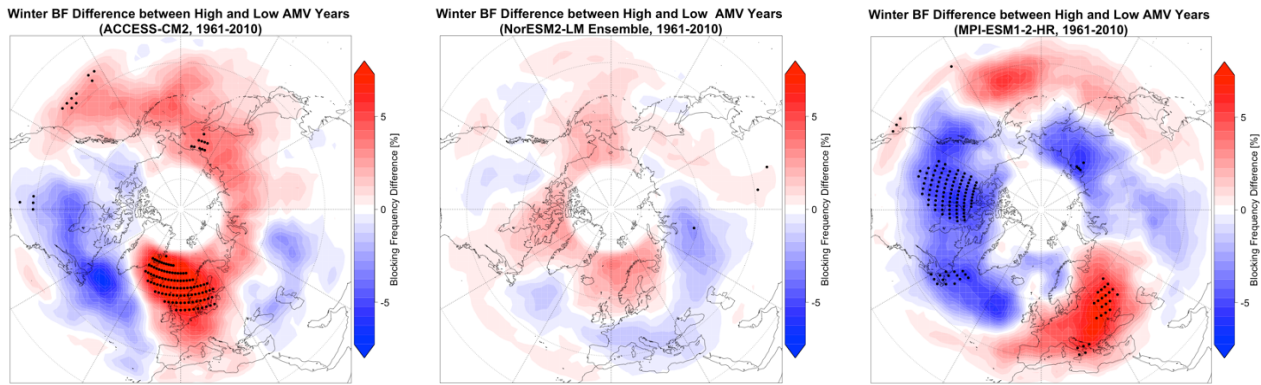 Winter BF Difference between High and Low AMV Years
(ACCESS-CM2, 1961-2010)
5
0
-5
Blocking Frequency Difference [%]
Winter BF Difference between High and Low  AMV Years
(NorESM2-LM Ensemble, 1961-2010)
5
0
-5
Blocking Frequency Difference [%]
Winter BF Difference between High and Low AMV Years
(MPI-ESM1-2-HR, 1961-2010)
5
0
-5
Blocking Frequency Difference [%]